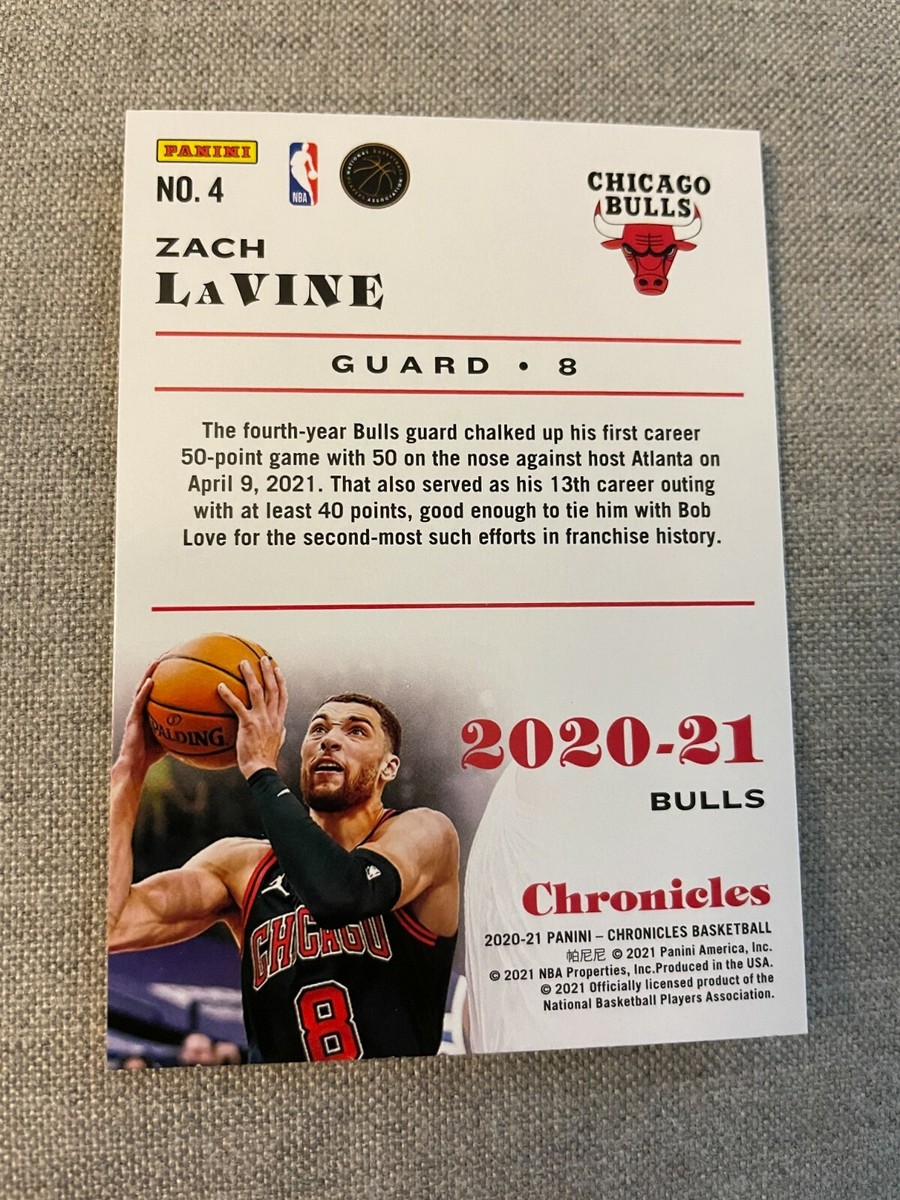 PANINI
NO. 4
NBA
NATIONAL BASKETBALL
PLAYERS ASSOCIATION
CHICAGO
BULLS
ZACH
LaVINE
GUARD • 8
The fourth-year Bulls guard chalked up his first career
50-point game with 50 on the nose against host Atlanta on
April 9, 2021. That also served as his 13th career outing
with at least 40 points, good enough to tie him with Bob
Love for the second-most such efforts in franchise history.
SPALDING
2020-21
BULLS
CHICAGO
8
Chronicles
2020-21 PANINI – CHRONICLES BASKETBALL
帕尼尼 © 2021 Panini America, Inc.
© 2021 NBA Properties, Inc.Produced in the USA.
© 2021 Officially licensed product of the
National Basketball Players Association.